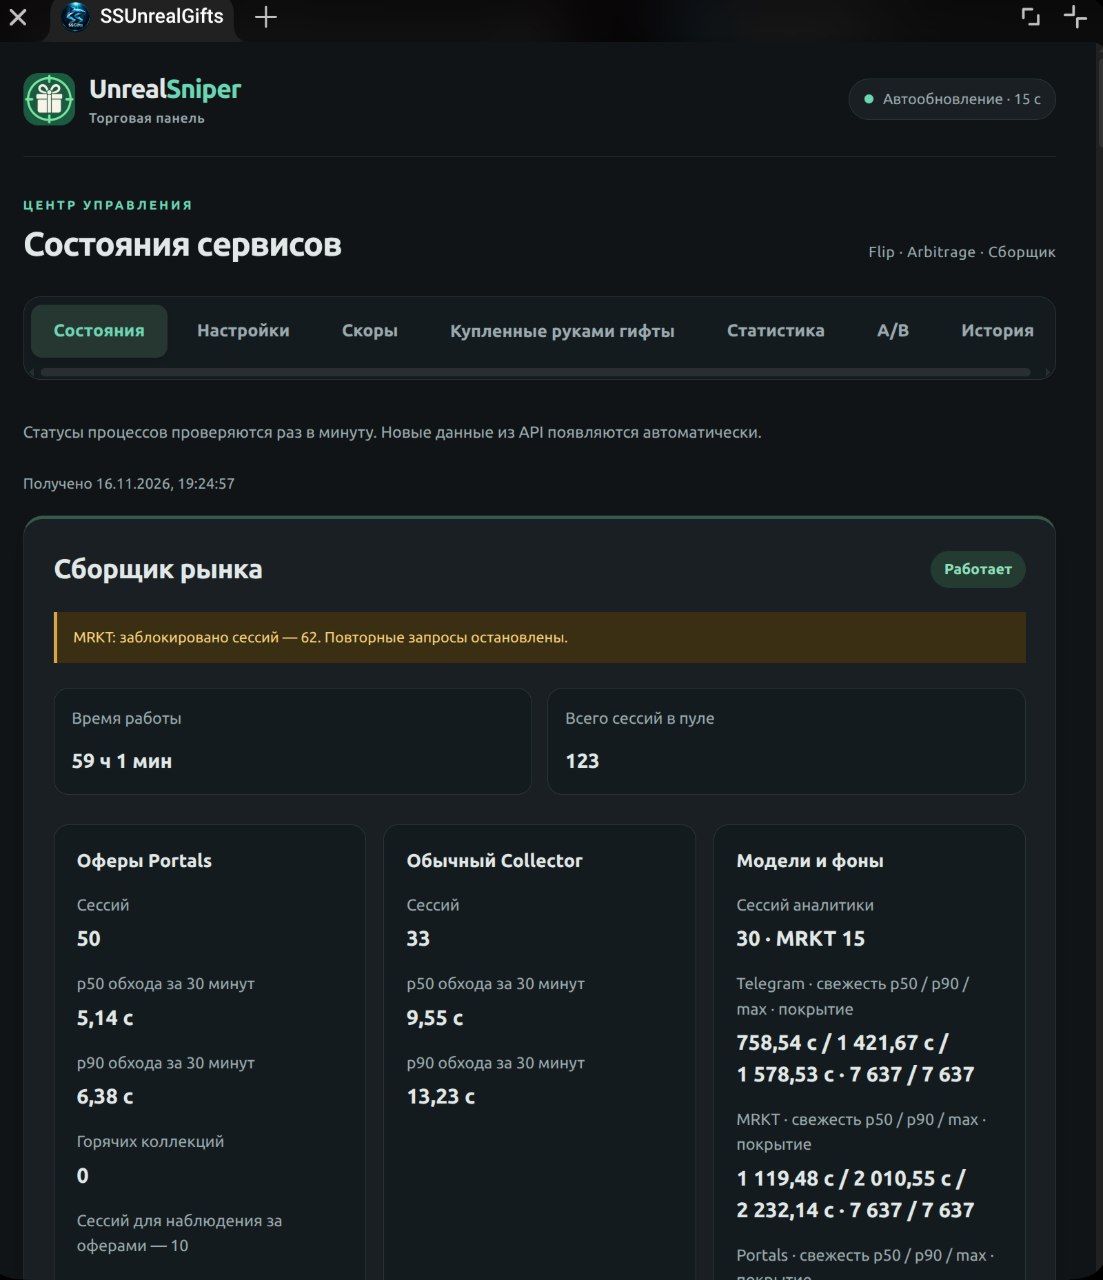 SSUnrealGifts
UnrealSniper
Торговая панель
Автообновление · 15 с
ЦЕНТР УПРАВЛЕНИЯ
Состояния сервисов
Flip · Arbitrage · Сборщик
Состояния
Настройки
Скоры
Купленные руками гифты
Статистика
A/B
История
Статусы процессов проверяются раз в минуту. Новые данные из API появляются автоматически.
Получено 16.11.2026, 19:24:57
Сборщик рынка
Работает
MRKT: заблокировано сессий — 62. Повторные запросы остановлены.
Время работы
59 ч 1 мин
Всего сессий в пуле
123
Оферы Portals
Сессий
50
p50 обхода за 30 минут
5,14 с
p90 обхода за 30 минут
6,38 с
Горячих коллекций
0
Сессий для наблюдения за
оферами — 10
Обычный Collector
Сессий
33
p50 обхода за 30 минут
9,55 с
p90 обхода за 30 минут
13,23 с
Модели и фоны
Сессий аналитики
30 · MRKT 15
Telegram · свежесть p50 / p90 /
max · покрытие
758,54 с / 1 421,67 с /
1 578,53 с · 7 637 / 7 637
MRKT · свежесть p50 / p90 / max ·
покрытие
1 119,48 с / 2 010,55 с /
2 232,14 с · 7 637 / 7 637
Portals · свежесть p50 / p90 / max ·
покрытие